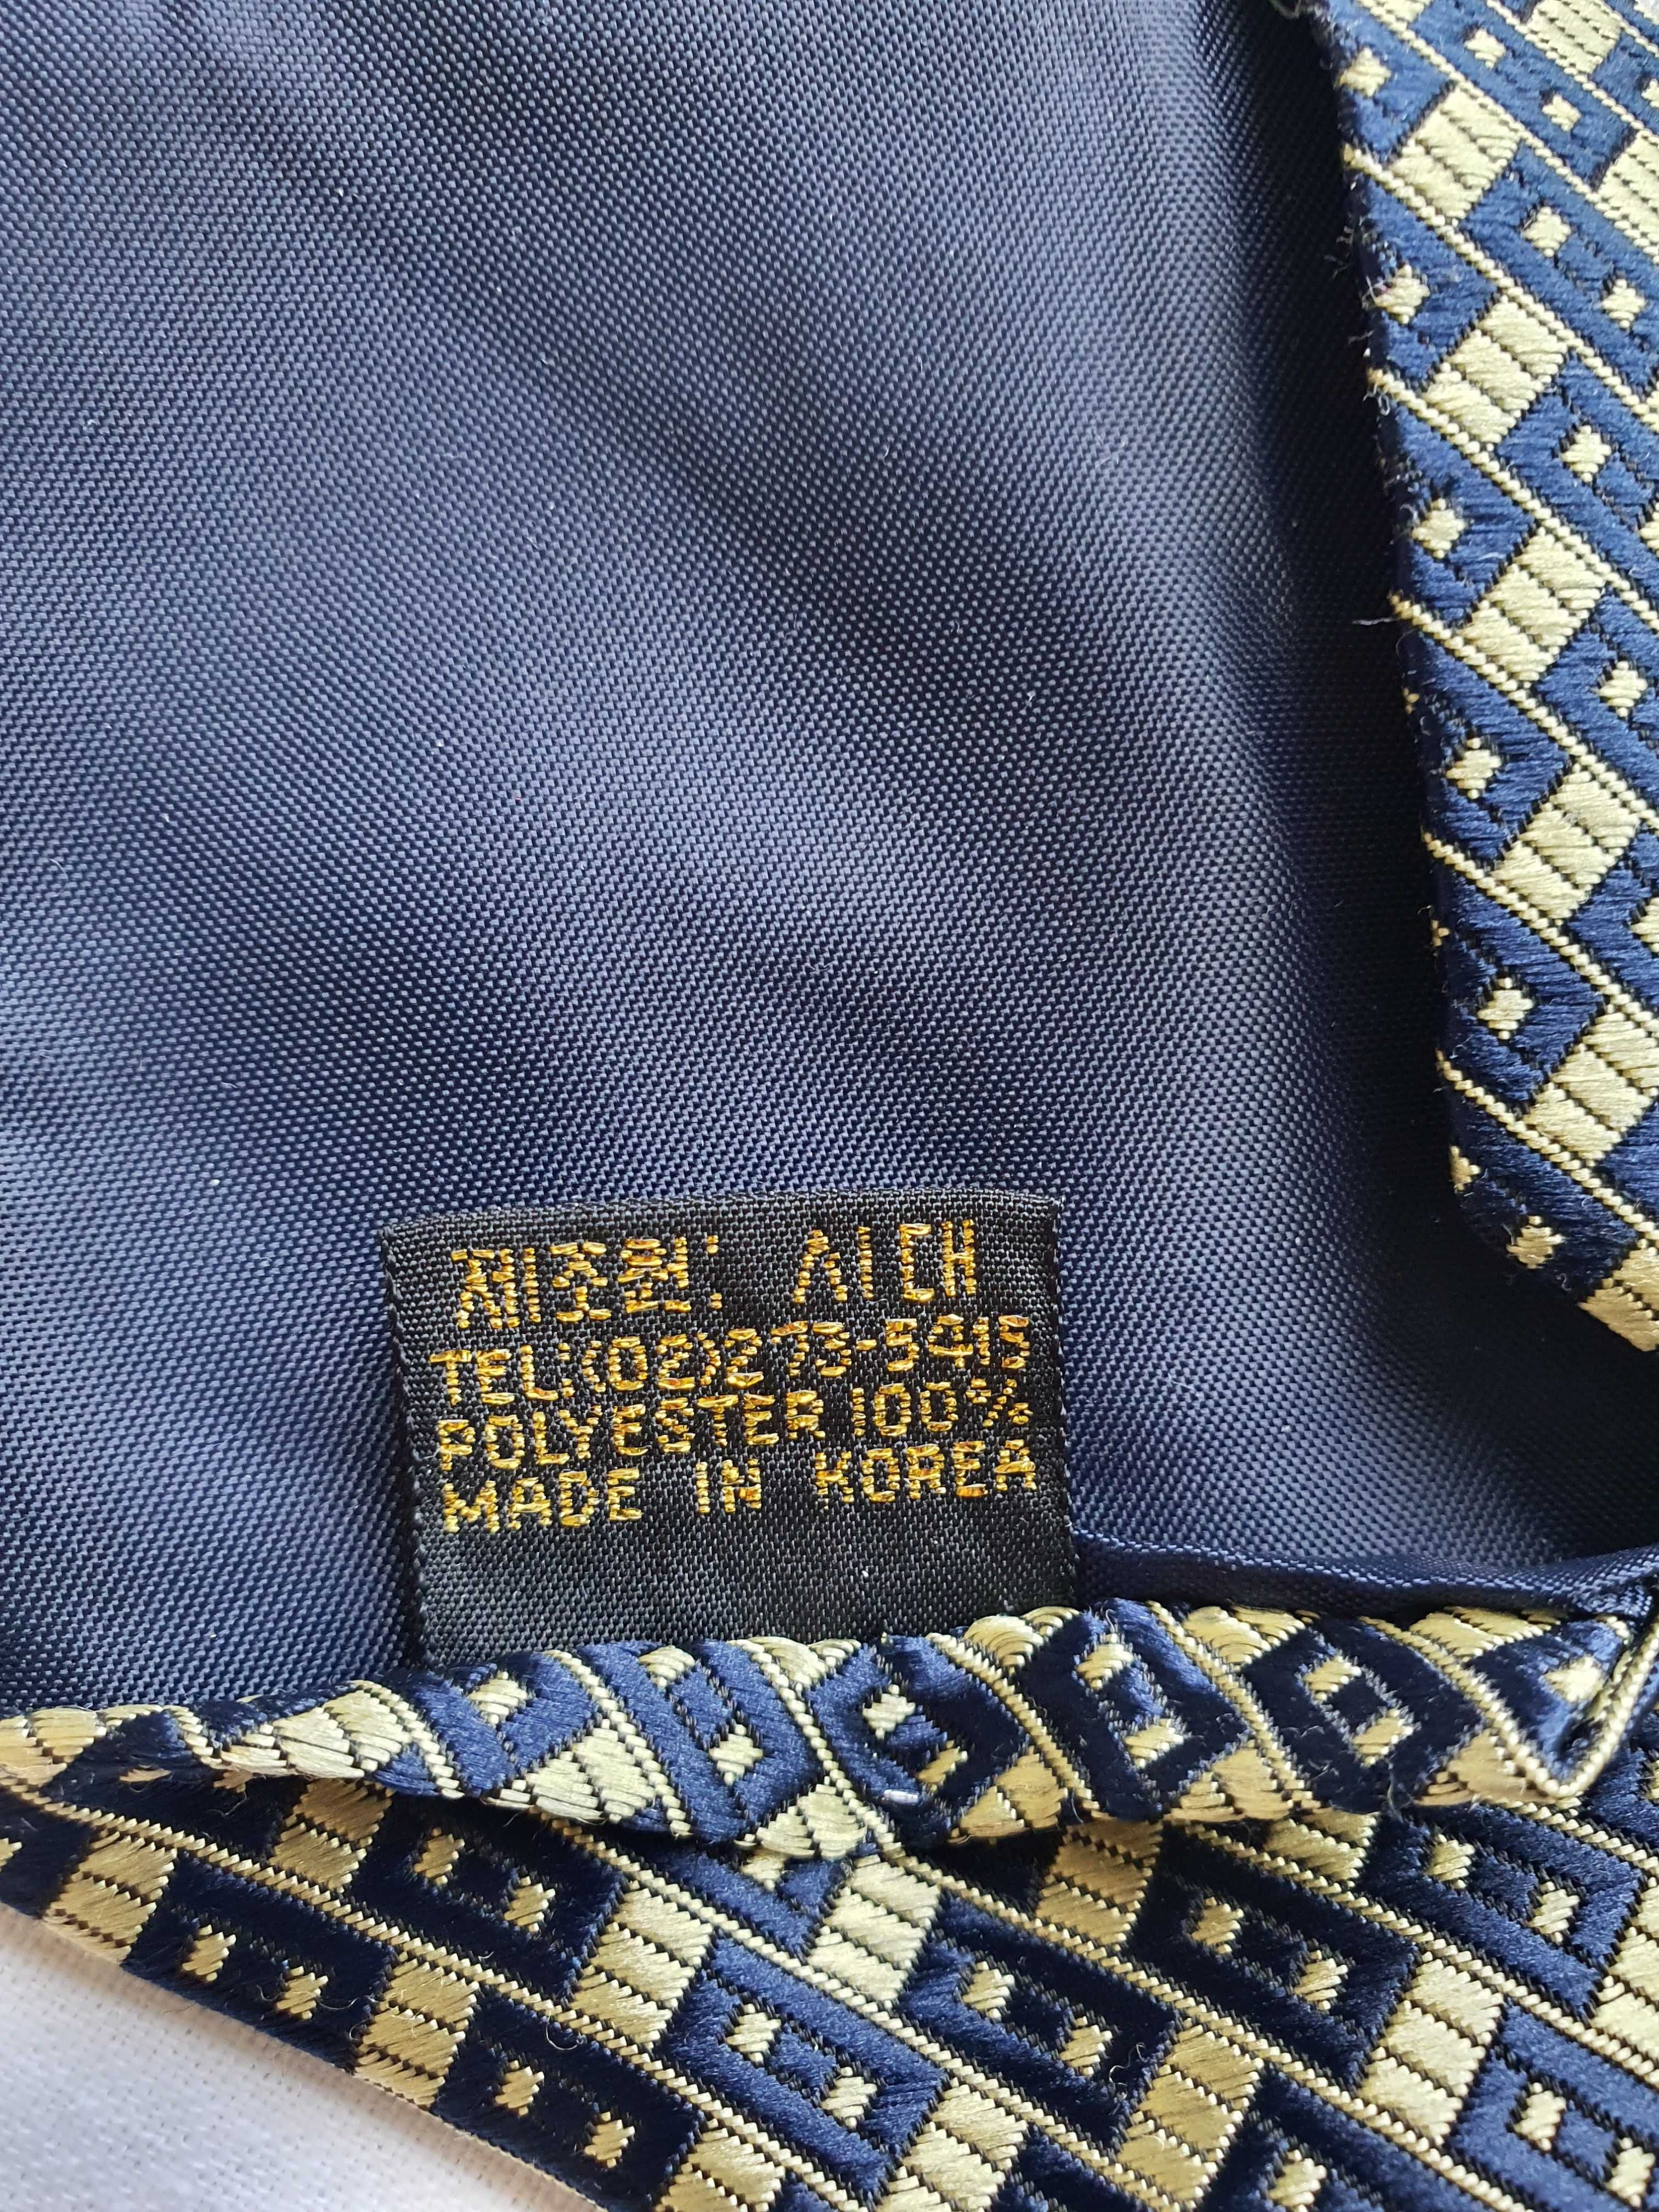 제조원: 시대
TEL:(02)273-5415
POLYESTER 100%
MADE IN KOREA